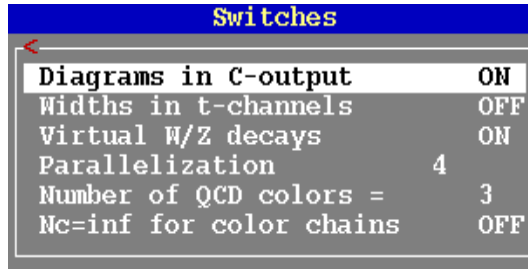 Switches
<
Diagrams in C-output ON
Widths in t-channels OFF
Virtual W/Z decays ON
Parallelization 4
Number of QCD colors = 3
Nc=inf for color chains OFF